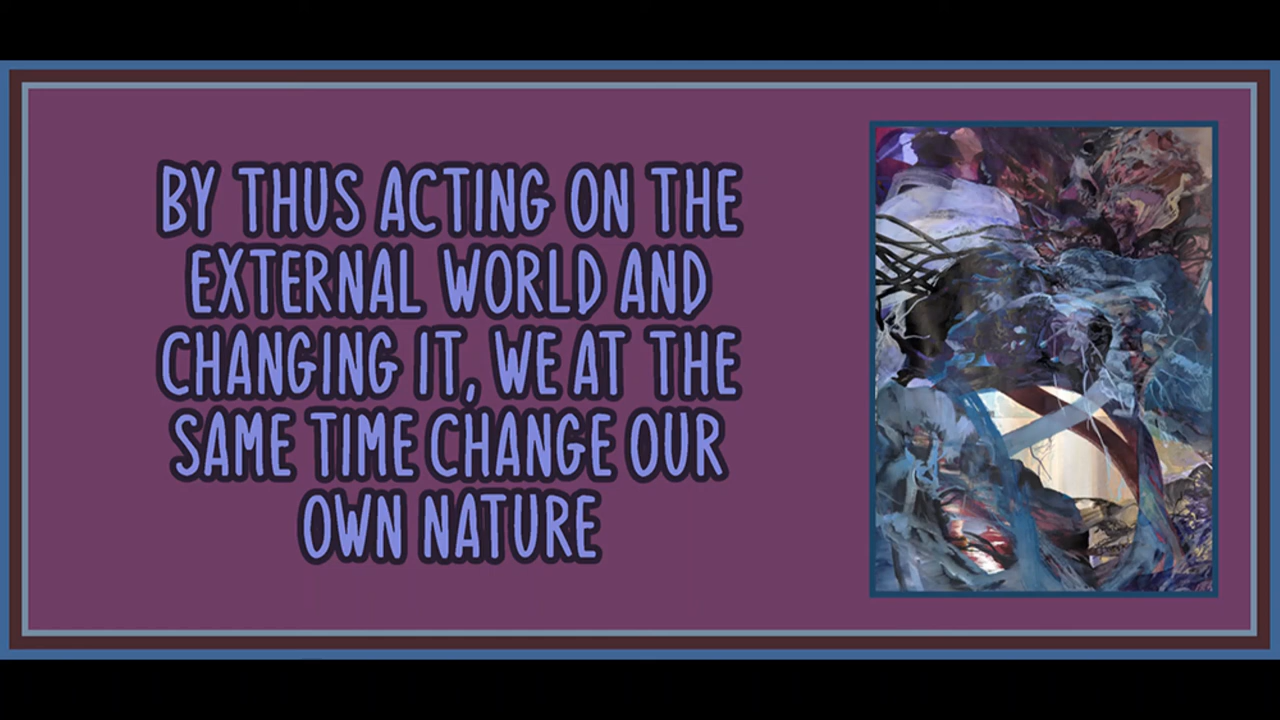 BY THUS ACTING ON THE
EXTERNAL WORLD AND
CHANGING IT, WE AT THE
SAME TIME CHANGE OUR
OWN NATURE